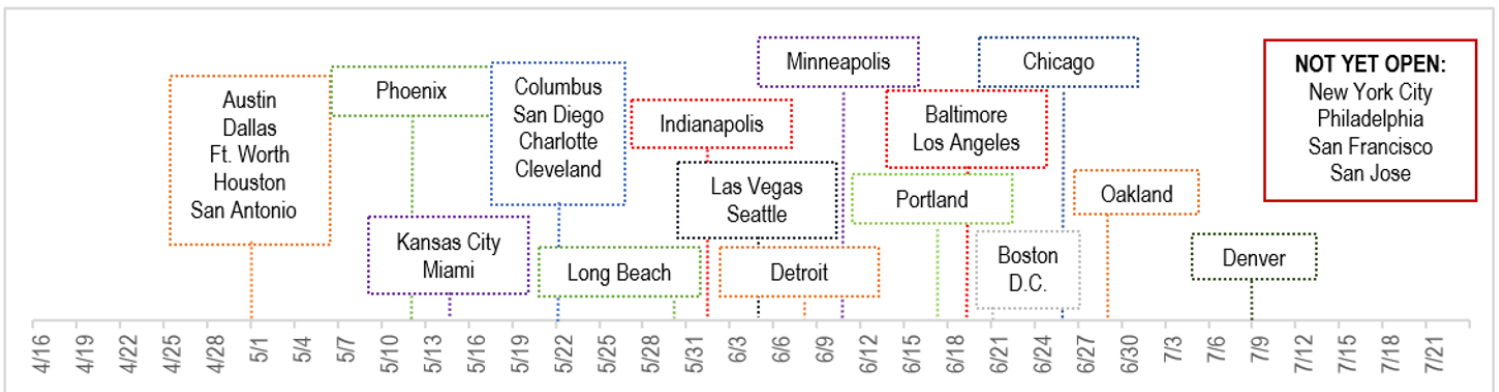 Austin
Dallas
Ft. Worth
Houston
San Antonio
Phoenix
Kansas City
Miami
Columbus
San Diego
Charlotte
Cleveland
Long Beach
Indianapolis
Las Vegas
Seattle
Detroit
Minneapolis
Baltimore
Los Angeles
Portland
Chicago
Boston
D.C.
Oakland
Denver
NOT YET OPEN:
New York City
Philadelphia
San Francisco
San Jose
4/16
4/19
4/22
4/25
4/28
5/1
5/4
5/7
5/10
5/13
5/16
5/19
5/22
5/25
5/28
5/31
6/3
6/6
6/9
6/12
6/15
6/18
6/21
6/24
6/27
6/30
7/3
7/6
7/9
7/12
7/15
7/18
7/21